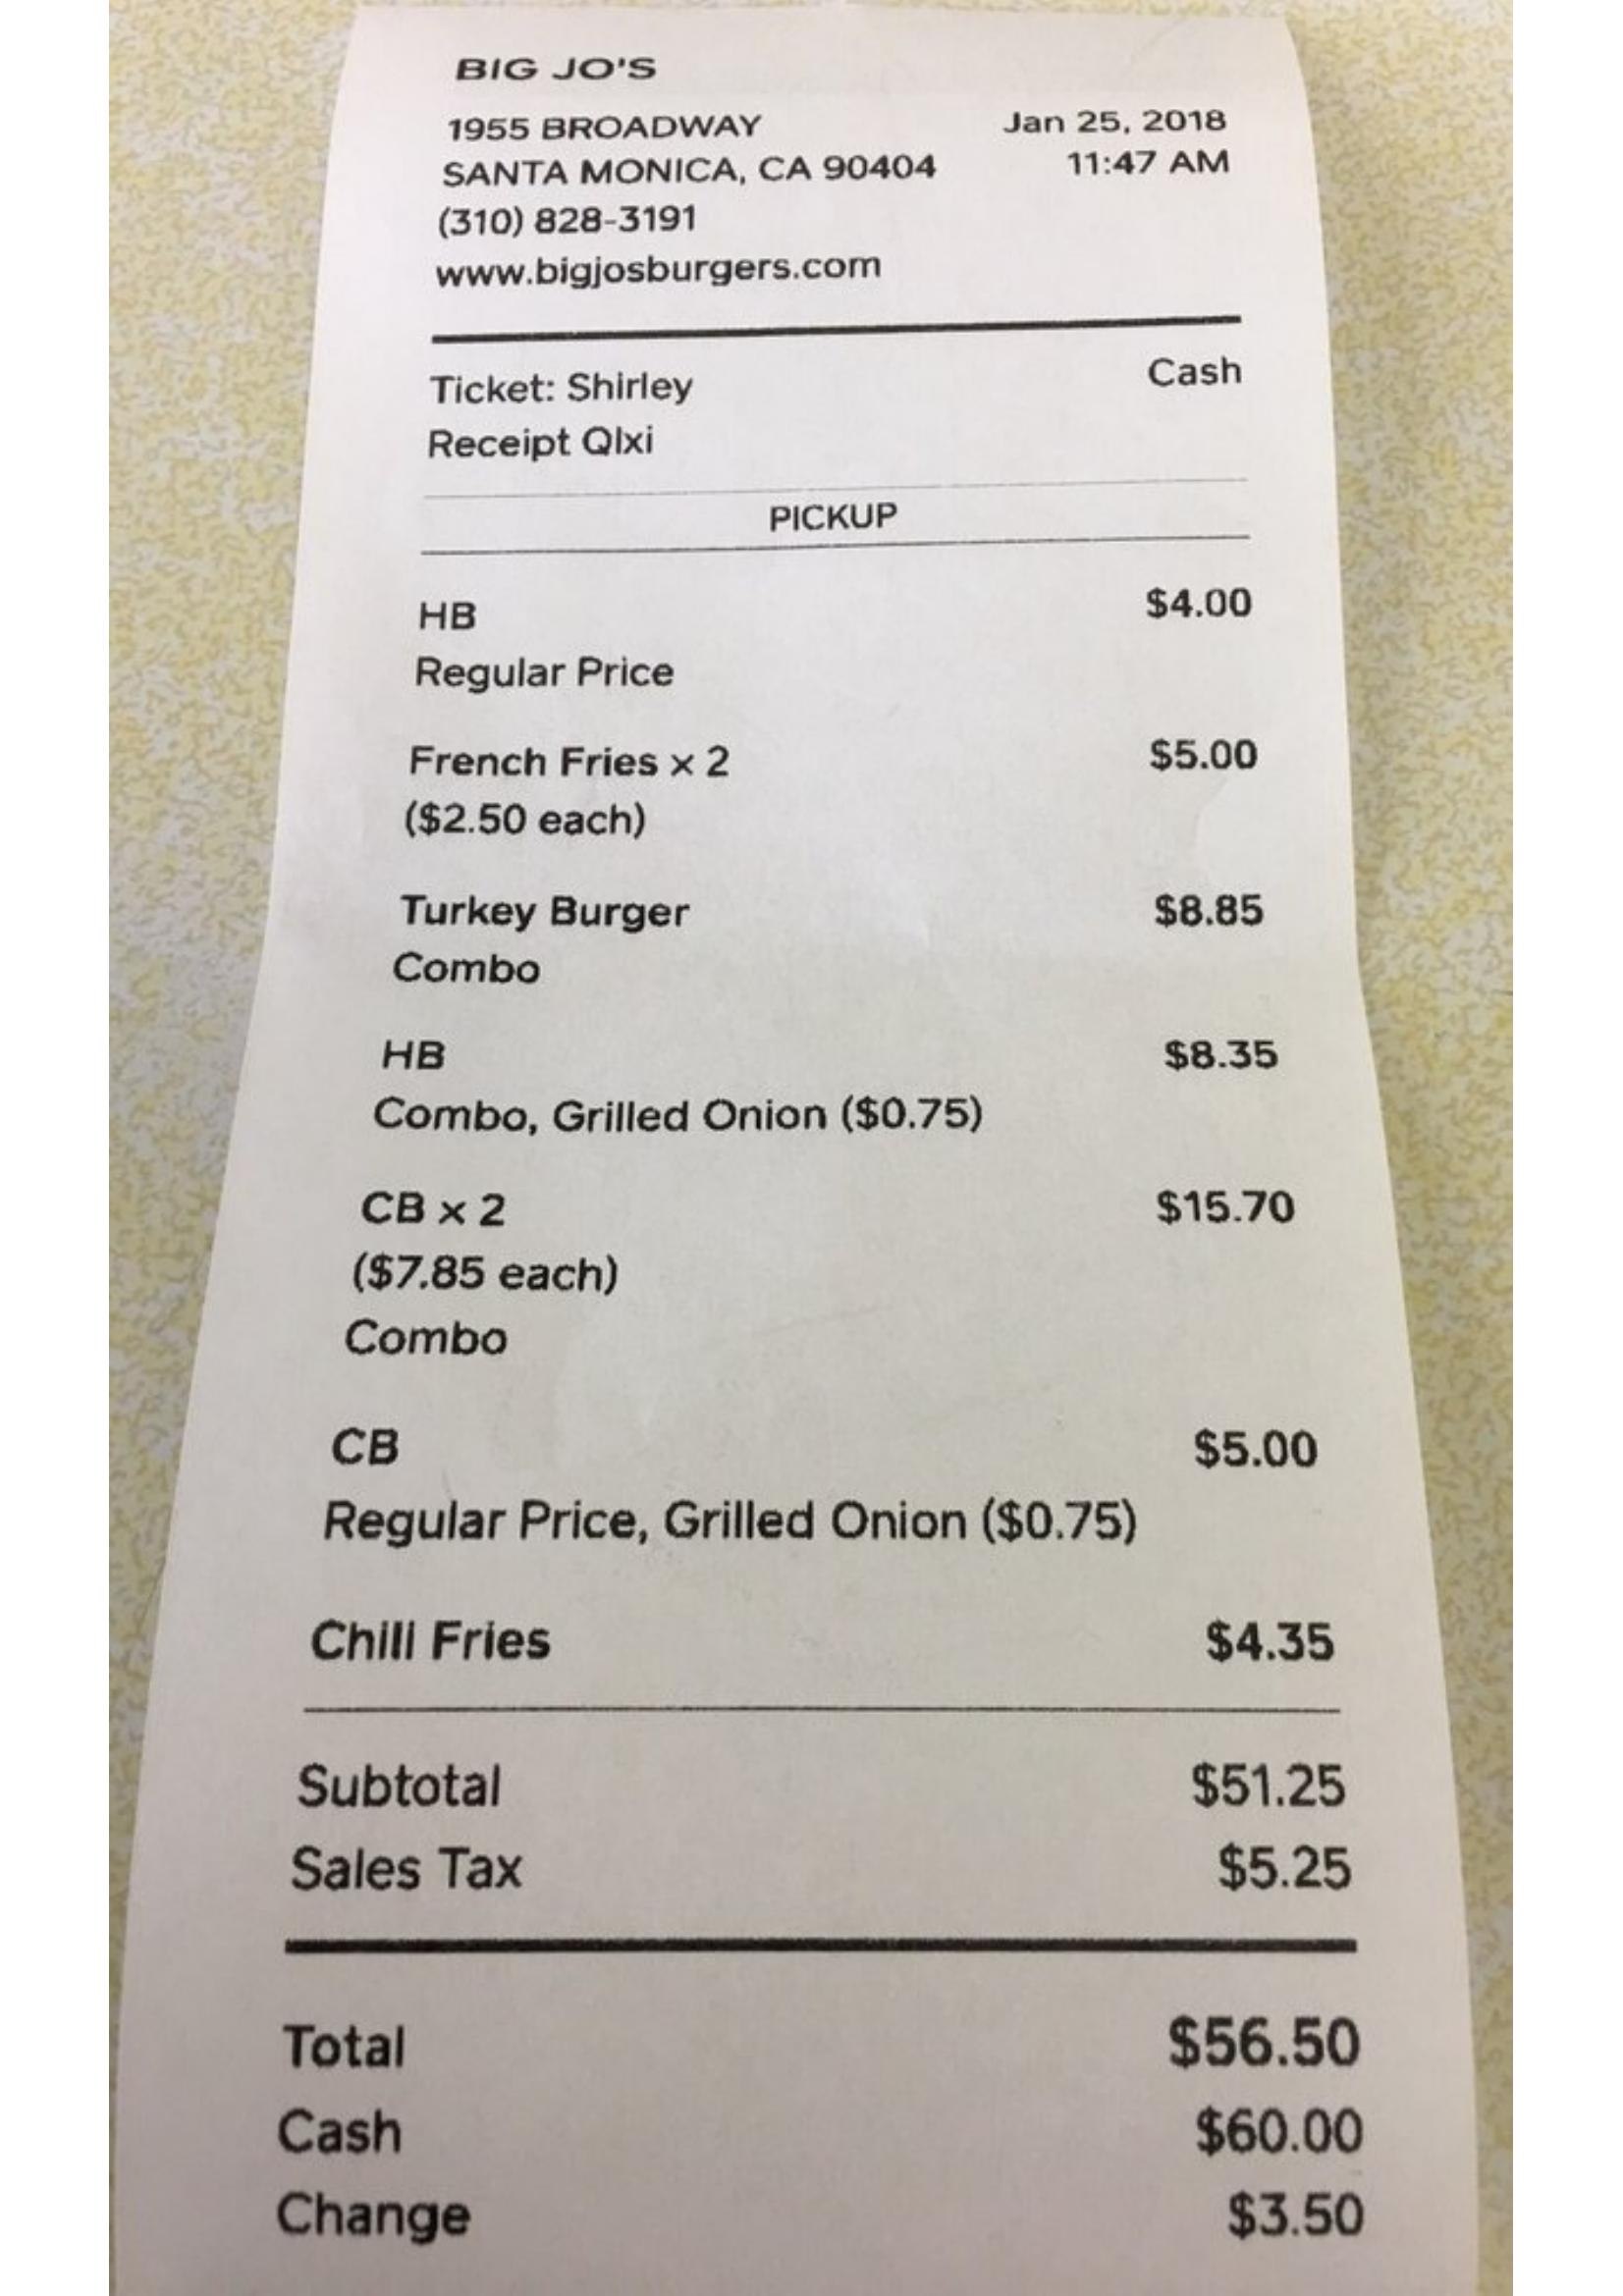 BIG JO'S
1955 BROADWAY Jan 25, 2018
SANTA MONICA, CA 90404 11:47 AM
(310) 828-3191
www.bigjosburgers.com
Ticket: Shirley Cash
Receipt Qlxi
PICKUP
HB $4.00
Regular Price
French Fries x 2 $5.00
($2.50 each)
Turkey Burger $8.85
Combo
HB $8.35
Combo, Grilled Onion ($0.75)
CB x 2 $15.70
($7.85 each)
Combo
CB $5.00
Regular Price, Grilled Onion ($0.75)
Chili Fries $4.35
Subtotal $51.25
Sales Tax $5.25
Total $56.50
Cash $60.00
Change $3.50